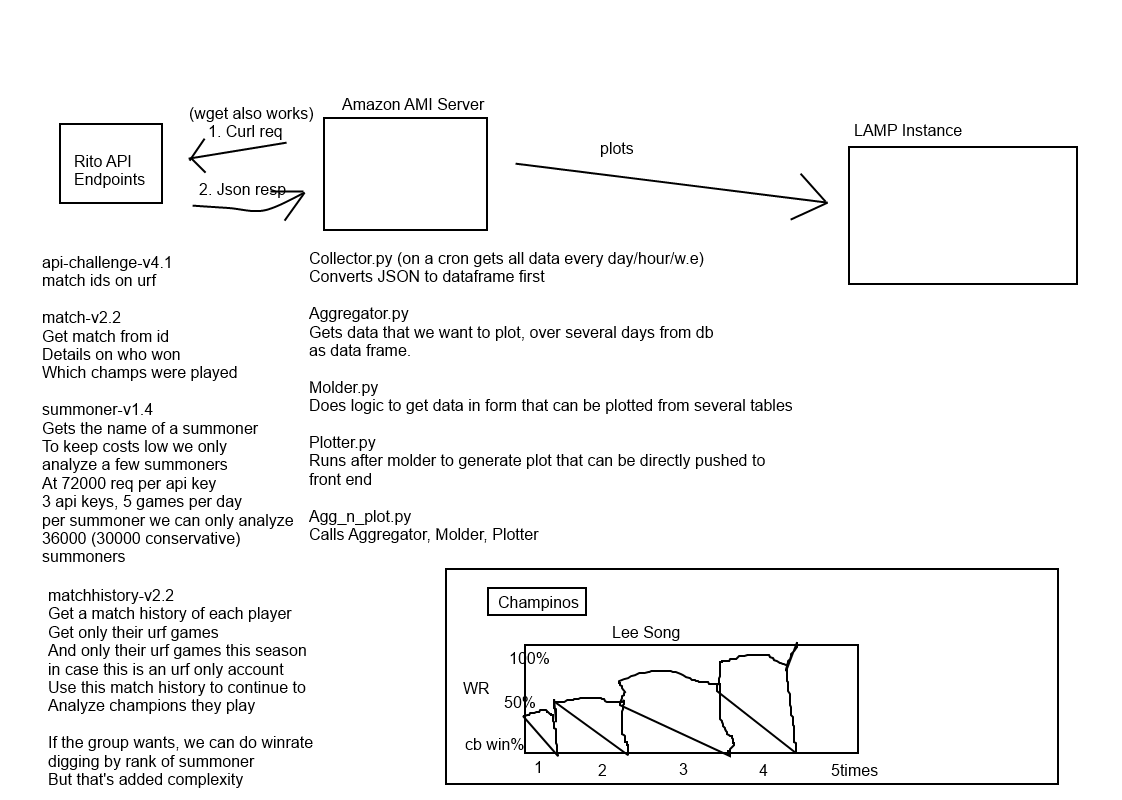 (wget also works)
1. Curl req
Amazon AMI Server
LAMP Instance
plots
Rito API
Endpoints
2. Json resp
api-challenge-v4.1
match ids on urf
match-v2.2
Get match from id
Details on who won
Which champs were played
summoner-v1.4
Gets the name of a summoner
To keep costs low we only
analyze a few summoners
At 72000 req per api key
3 api keys, 5 games per day
per summoner we can only analyze
36000 (30000 conservative)
summoners
matchhistory-v2.2
Get a match history of each player
Get only their urf games
And only their urf games this season
in case this is an urf only account
Use this match history to continue to
Analyze champions they play
If the group wants, we can do winrate
digging by rank of summoner
But that's added complexity
Collector.py (on a cron gets all data every day/hour/w.e)
Converts JSON to dataframe first
Aggregator.py
Gets data that we want to plot, over several days from db
as data frame.
Molder.py
Does logic to get data in form that can be plotted from several tables
Plotter.py
Runs after molder to generate plot that can be directly pushed to
front end
Agg_n_plot.py
Calls Aggregator, Molder, Plotter
Champinos
Lee Song
100%
WR
50%
cb win%
1
2
3
4
5times